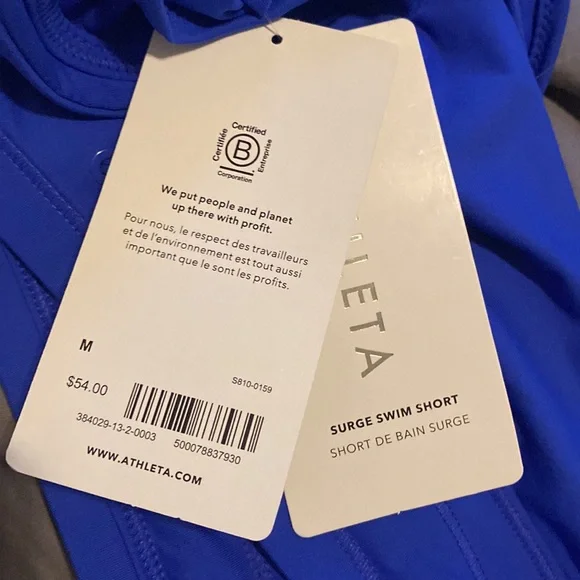 Certified
Certifiée
B
Entreprise
Corporation
We put people and planet
up there with profit.
Pour nous, le respect des travailleurs
et de l'environnement est tout aussi
important que le sont les profits.
M
$54.00
S810-0159
384029-13-2-0003
500078837930
WWW.ATHLETA.COM
LETA
SURGE SWIM SHORT
SHORT DE BAIN SURGE